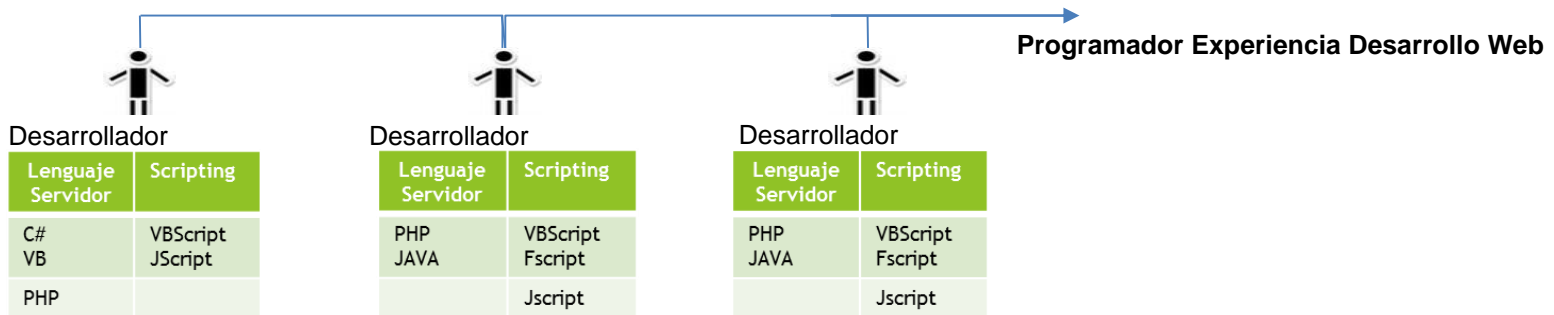 Programador Experiencia Desarrollo Web
Desarrollador
Lenguaje Servidor Scripting
C# VBScript
VB JScript
PHP
Desarrollador
Lenguaje Servidor Scripting
PHP VBScript
JAVA Fscript
Jscript
Desarrollador
Lenguaje Servidor Scripting
PHP VBScript
JAVA Fscript
Jscript